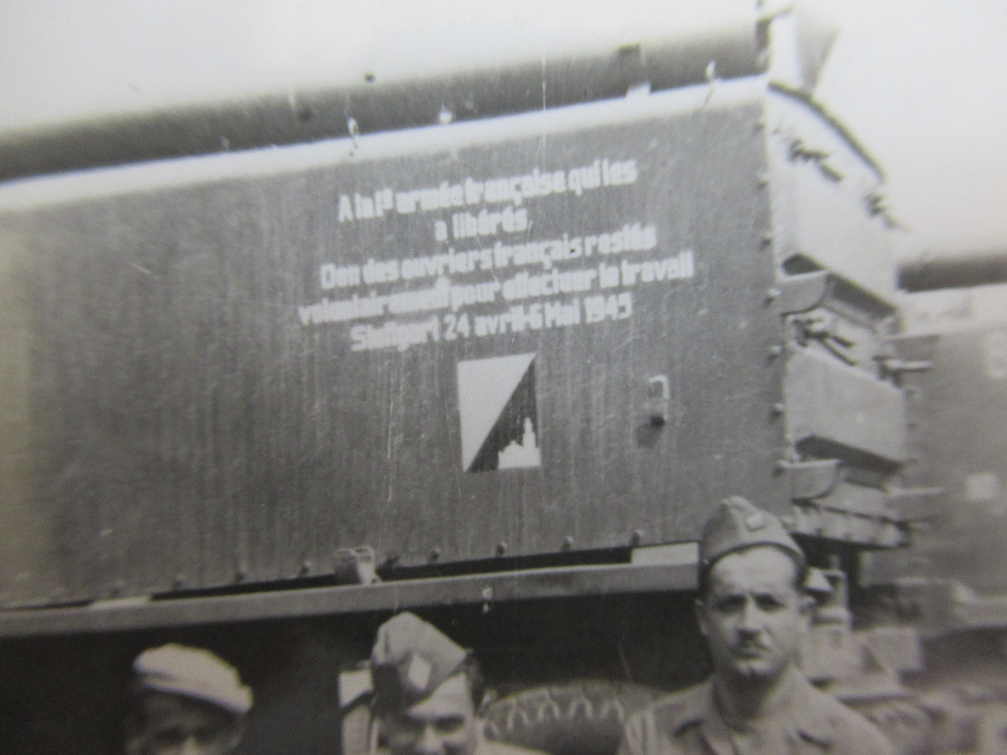 A la 1re armée française qui les
a libérés
Don des ouvriers français restés
volontairement pour effectuer le travail
Stuttgart 24 avril-6 Mai 1945